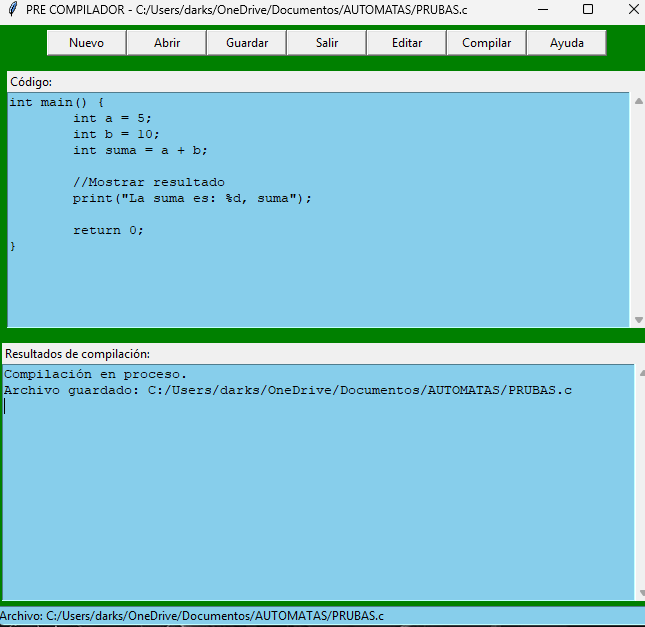 PRE COMPILADOR - C:/Users/darks/OneDrive/Documentos/AUTOMATAS/PRUBAS.c
Nuevo Abrir Guardar Salir Editar Compilar Ayuda
Código:
int main() {
int a = 5;
int b = 10;
int suma = a + b;
//Mostrar resultado
print("La suma es: %d, suma");
return 0;
}
Resultados de compilación:
Compilación en proceso.
Archivo guardado: C:/Users/darks/OneDrive/Documentos/AUTOMATAS/PRUBAS.c
Archivo: C:/Users/darks/OneDrive/Documentos/AUTOMATAS/PRUBAS.c